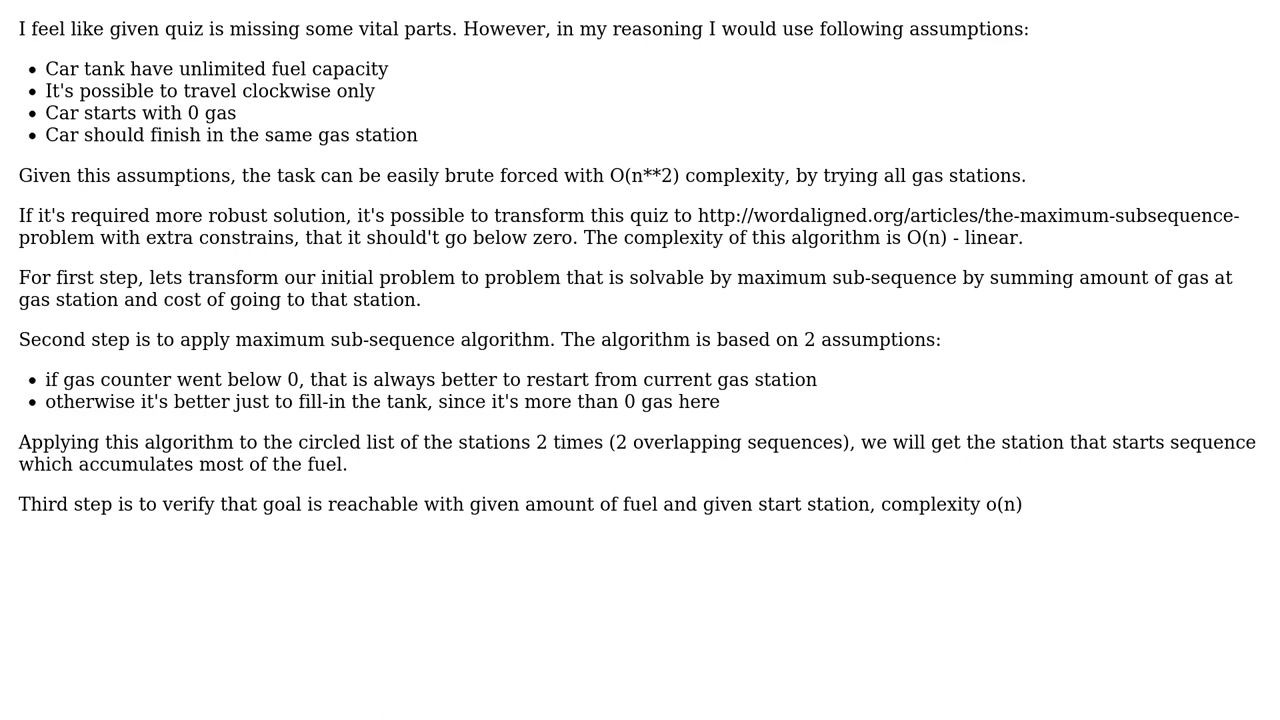 I feel like given quiz is missing some vital parts. However, in my reasoning I would use following assumptions:
• Car tank have unlimited fuel capacity
• It's possible to travel clockwise only
• Car starts with 0 gas
• Car should finish in the same gas station
Given this assumptions, the task can be easily brute forced with O(n**2) complexity, by trying all gas stations.
If it's required more robust solution, it's possible to transform this quiz to http://wordaligned.org/articles/the-maximum-subsequence-
problem with extra constrains, that it should't go below zero. The complexity of this algorithm is O(n) - linear.
For first step, lets transform our initial problem to problem that is solvable by maximum sub-sequence by summing amount of gas at
gas station and cost of going to that station.
Second step is to apply maximum sub-sequence algorithm. The algorithm is based on 2 assumptions:
• if gas counter went below 0, that is always better to restart from current gas station
• otherwise it's better just to fill-in the tank, since it's more than 0 gas here
Applying this algorithm to the circled list of the stations 2 times (2 overlapping sequences), we will get the station that starts sequence
which accumulates most of the fuel.
Third step is to verify that goal is reachable with given amount of fuel and given start station, complexity o(n)